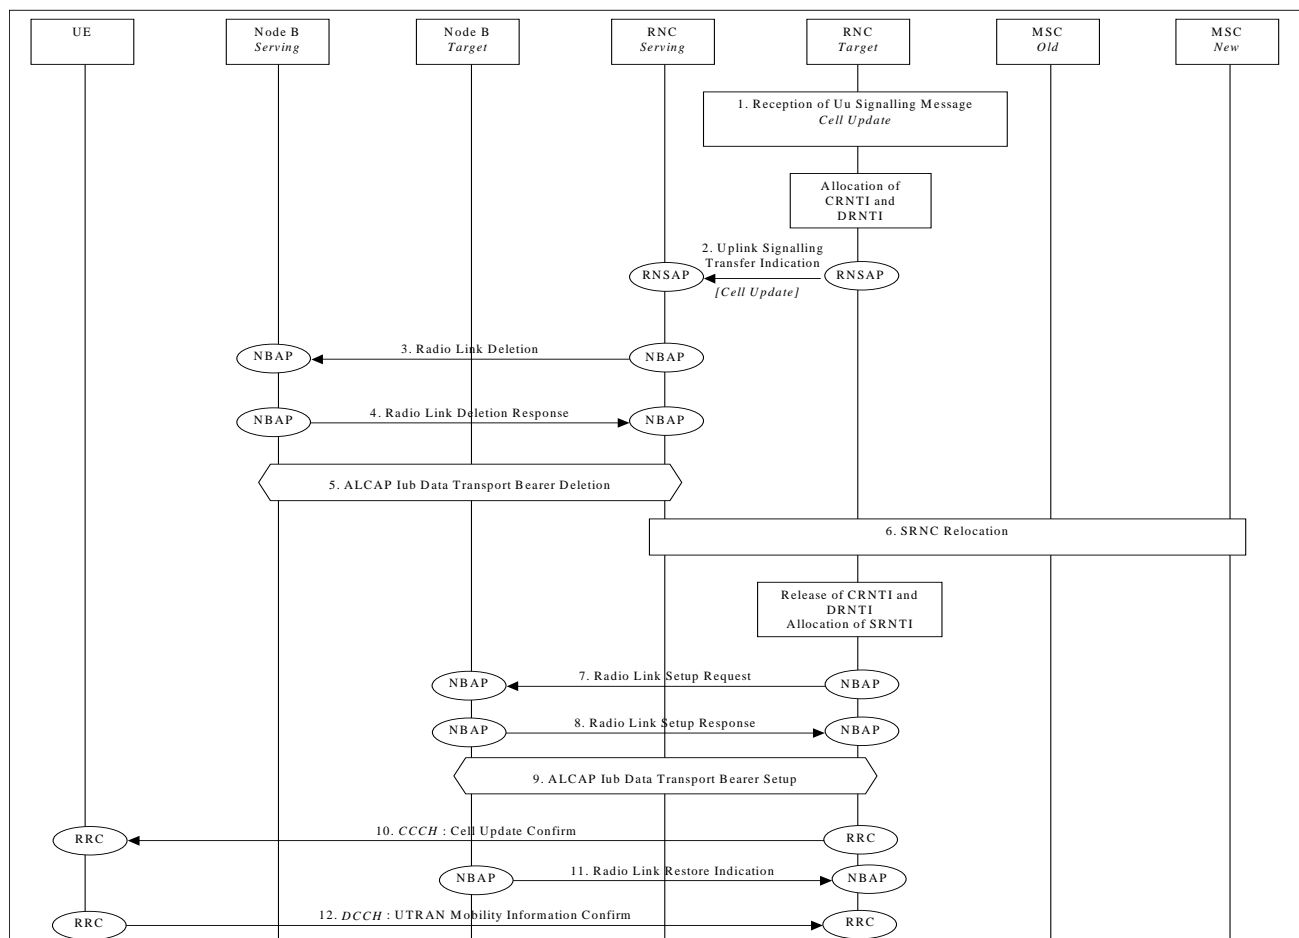 UE
Node B
Serving
Node B
Target
RNC
Serving
RNC
Target
MSC
Old
MSC
New
1. Reception of Uu Signalling Message
Cell Update
Allocation of
CRNTI and
DRNTI
2. Uplink Signalling
Transfer Indication
RNSAP
RNSAP
[Cell Update]
NBAP
3. Radio Link Deletion
NBAP
NBAP
4. Radio Link Deletion Response
NBAP
5. ALCAP Iub Data Transport Bearer Deletion
6. SRNC Relocation
Release of CRNTI and
DRNTI
Allocation of SRNTI
NBAP
7. Radio Link Setup Request
NBAP
NBAP
8. Radio Link Setup Response
NBAP
9. ALCAP Iub Data Transport Bearer Setup
RRC
10. CCCH : Cell Update Confirm
RRC
NBAP
11. Radio Link Restore Indication
NBAP
RRC
12. DCCH : UTRAN Mobility Information Confirm
RRC